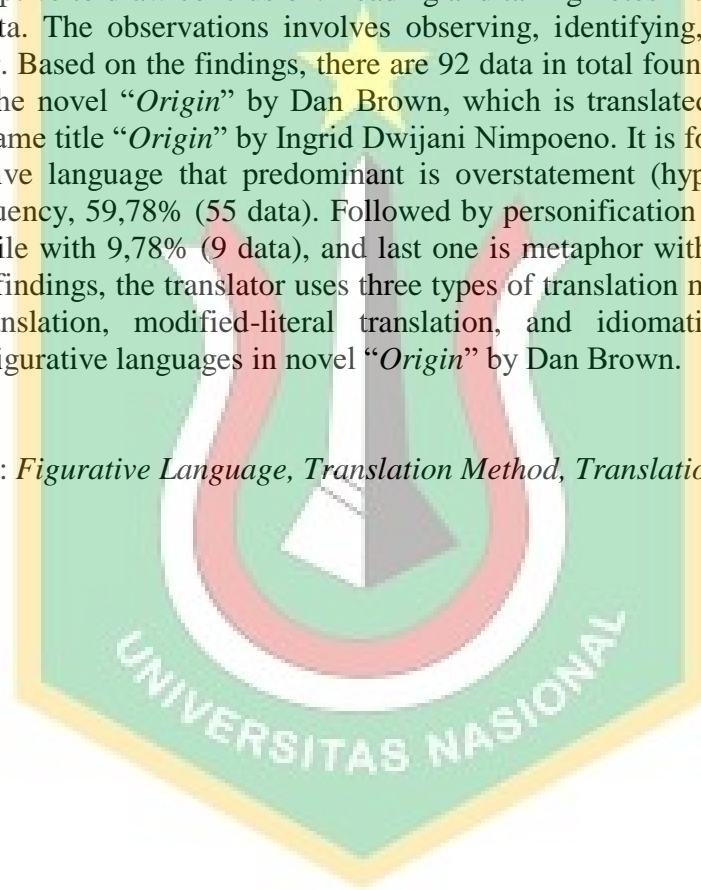 ta. The observations involves observing, identifying,
. Based on the findings, there are 92 data in total foun
he novel “Origin” by Dan Brown, which is translated
ame title “Origin” by Ingrid Dwijani Nimpoeno. It is fo
ive language that predominant is overstatement (hyp
uency, 59,78% (55 data). Followed by personification
ile with 9,78% (9 data), and last one is metaphor with
findings, the translator uses three types of translation m
anslation, modified-literal translation, and idiomati
igurative languages in novel “Origin” by Dan Brown.
: Figurative Language, Translation Method, Translatio
UNIVERSITAS NASIONAL